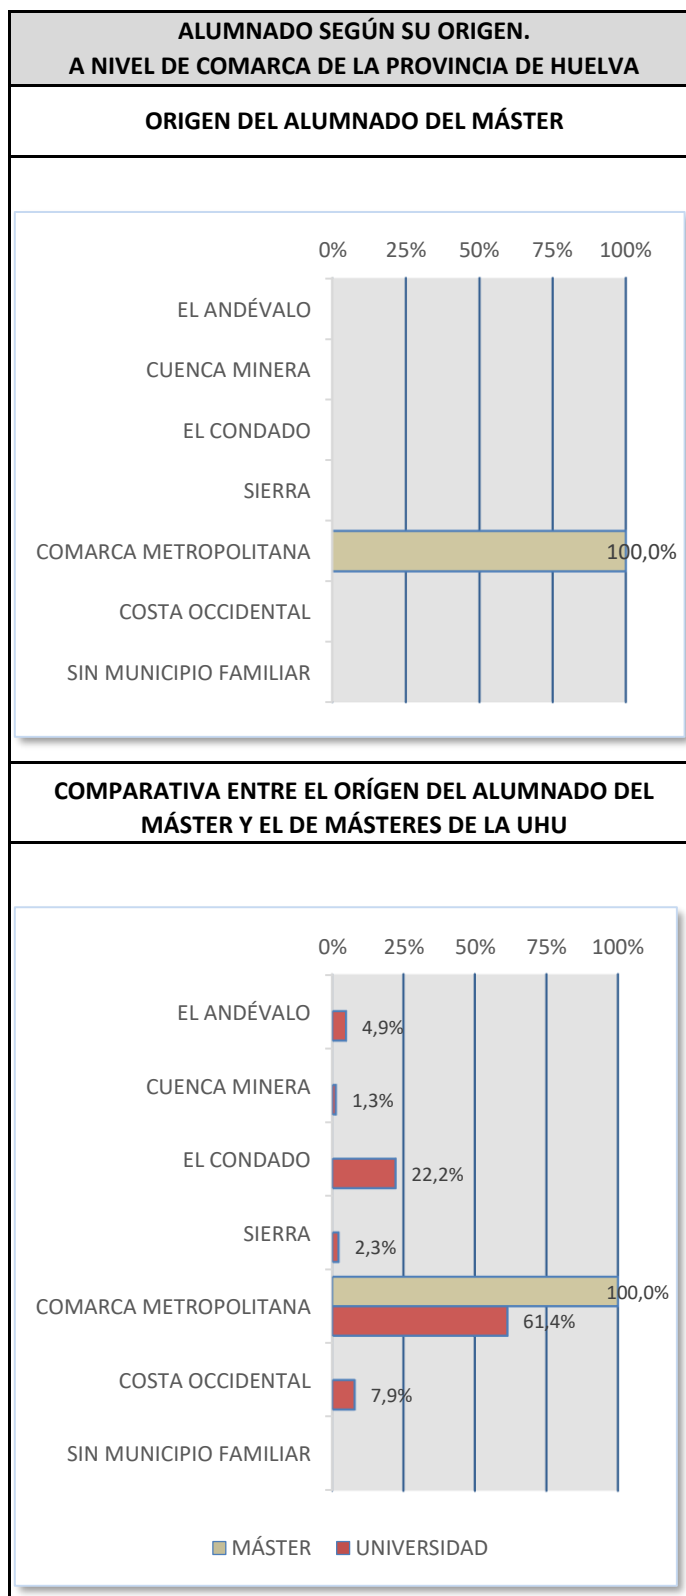 ALUMNADO SEGÚN SU ORIGEN.
A NIVEL DE COMARCA DE LA PROVINCIA DE HUELVA
ORIGEN DEL ALUMNADO DEL MÁSTER
0% 25% 50% 75% 100%
EL ANDÉVALO
CUENCA MINERA
EL CONDADO
SIERRA
COMARCA METROPOLITANA 100,0%
COSTA OCCIDENTAL
SIN MUNICIPIO FAMILIAR
COMPARATIVA ENTRE EL ORÍGEN DEL ALUMNADO DEL
MÁSTER Y EL DE MÁSTERES DE LA UHU
0% 25% 50% 75% 100%
EL ANDÉVALO 4,9%
CUENCA MINERA 1,3%
EL CONDADO 22,2%
SIERRA 2,3%
100,0%
COMARCA METROPOLITANA
61,4%
COSTA OCCIDENTAL 7,9%
SIN MUNICIPIO FAMILIAR
MÁSTER UNIVERSIDAD